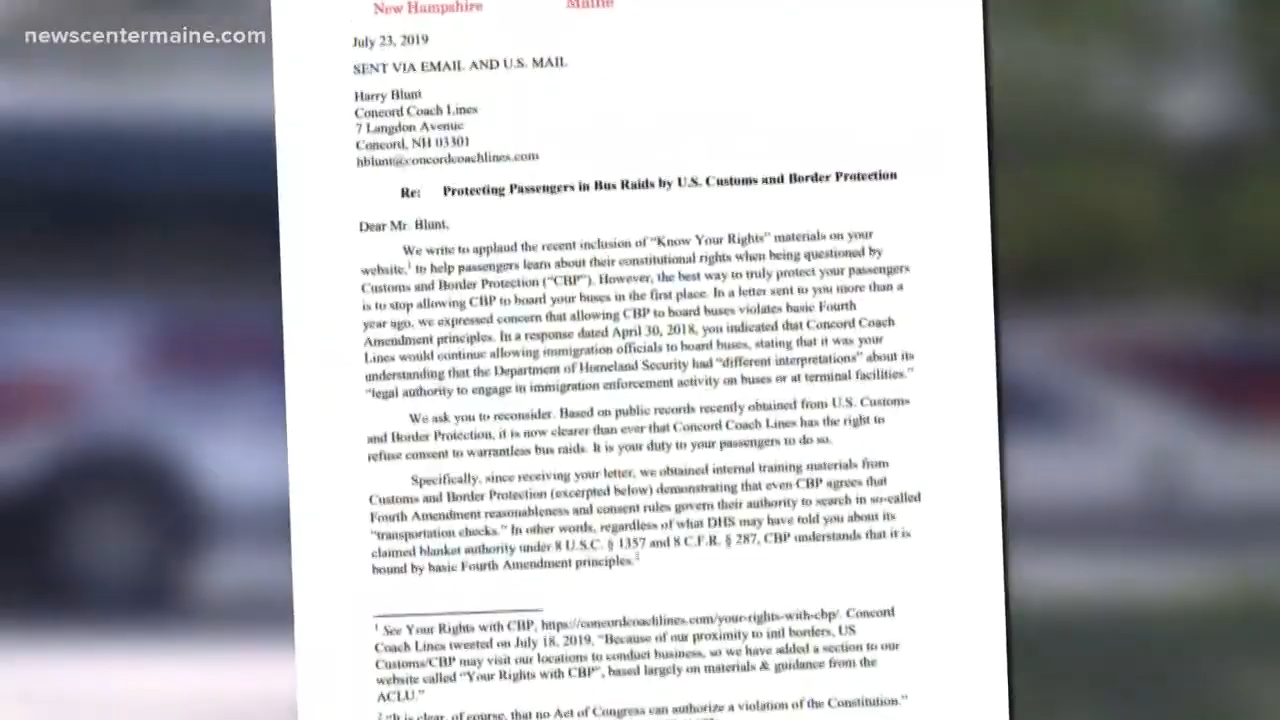 newscentermaine.com
New Hampshire Maine
July 23, 2019
SENT VIA EMAIL AND U.S. MAIL
Harry Blunt
Concord Coach Lines
7 Langdon Avenue
Concord, NH 03301
hblunt@concordcoachlines.com
Re: Protecting Passengers in Bus Raids by U.S. Customs and Border Protection
Dear Mr. Blunt,
We write to applaud the recent inclusion of “Know Your Rights” materials on your
website,¹ to help passengers learn about their constitutional rights when being questioned by
Customs and Border Protection (“CBP”). However, the best way to truly protect your passengers
is to stop allowing CBP to board your buses in the first place. In a letter sent to you more than a
year ago, we expressed concern that allowing CBP to board buses violates basic Fourth
Amendment principles. In a response dated April 30, 2018, you indicated that Concord Coach
Lines would continue allowing immigration officials to board buses, stating that it was your
understanding that the Department of Homeland Security had “different interpretations” about its
“legal authority to engage in immigration enforcement activity on buses or at terminal facilities.”
We ask you to reconsider. Based on public records recently obtained from U.S. Customs
and Border Protection, it is now clearer than ever that Concord Coach Lines has the right to
refuse consent to warrantless bus raids. It is your duty to your passengers to do so.
Specifically, since receiving your letter, we obtained internal training materials from
Customs and Border Protection (excerpted below) demonstrating that even CBP agrees that
Fourth Amendment reasonableness and consent rules govern their authority to search in so-called
“transportation checks.” In other words, regardless of what DHS may have told you about its
claimed blanket authority under 8 U.S.C. § 1357 and 8 C.F.R. § 287, CBP understands that it is
bound by basic Fourth Amendment principles.²
¹ See Your Rights with CBP, https://concordcoachlines.com/your-rights-with-cbp/. Concord
Coach Lines tweeted on July 18, 2019, “Because of our proximity to intl borders, US
Customs/CBP may visit our locations to conduct business, so we have added a section to our
website called “Your Rights with CBP”, based largely on materials & guidance from the
ACLU.”
² “It is clear, of course, that no Act of Congress can authorize a violation of the Constitution.”